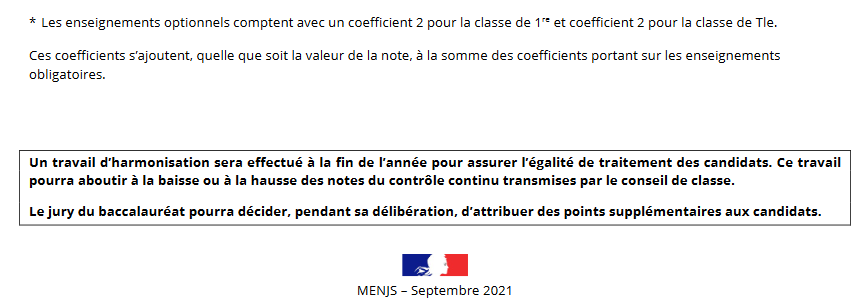 * Les enseignements optionnels comptent avec un coefficient 2 pour la classe de 1re et coefficient 2 pour la classe de Tle.
Ces coefficients s’ajoutent, quelle que soit la valeur de la note, à la somme des coefficients portant sur les enseignements
obligatoires.
Un travail d’harmonisation sera effectué à la fin de l’année pour assurer l’égalité de traitement des candidats. Ce travail
pourra aboutir à la baisse ou à la hausse des notes du contrôle continu transmises par le conseil de classe.
Le jury du baccalauréat pourra décider, pendant sa délibération, d’attribuer des points supplémentaires aux candidats.
MENJS – Septembre 2021